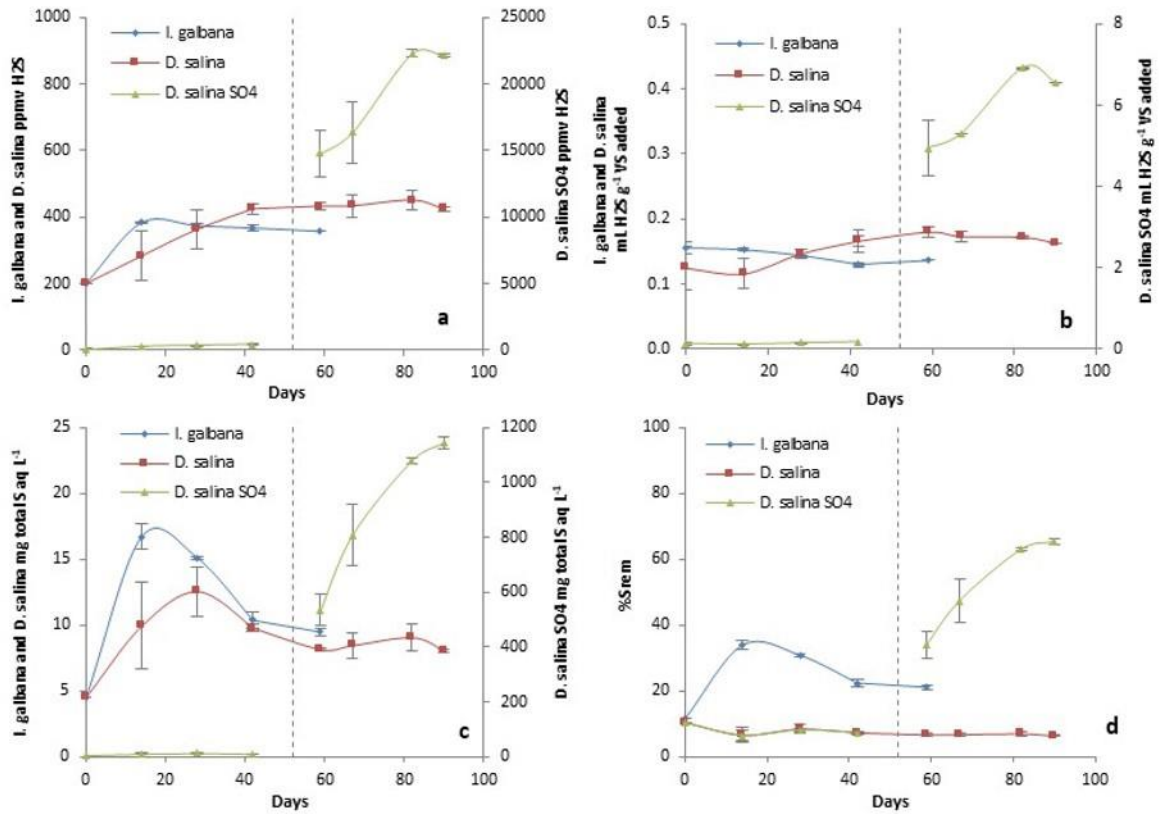 I. galbana and D. salina ppmv H2S
1000
800
600
400
200
0
I. galbana
D. salina
D. salina SO4
25000
20000
15000
10000
5000
0
D. salina SO4 ppmv H2S
0
20
40
60
80
100
Days
a
I. galbana and D. salina
mL H2S g-1 VS added
0.5
0.4
0.3
0.2
0.1
0.0
I. galbana
D. salina
D. salina SO4
8
6
4
2
0
D. salina SO4 mL H2S g-1 VS added
0
20
40
60
80
100
Days
b
I. galbana and D. salina mg total S aq L-1
25
20
15
10
5
0
I. galbana
D. salina
D. salina SO4
1200
1000
800
600
400
200
0
D. salina SO4 mg total S aq L-1
0
20
40
60
80
100
Days
c
%Srem
100
80
60
40
20
0
I. galbana
D. salina
D. salina SO4
0
20
40
60
80
100
Days
d